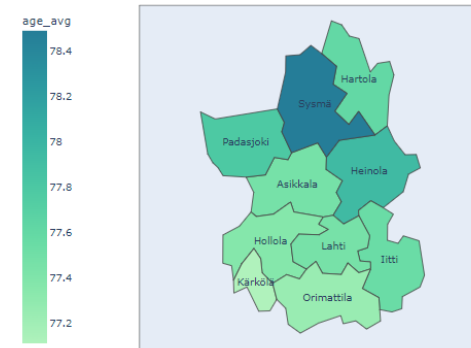 age_avg
78.4
78.2
78
77.8
77.6
77.4
77.2
Hartola
Sysmä
Padasjoki
Heinola
Asikkala
Hollola
Lahti
Iitti
Kärkölä
Orimattila